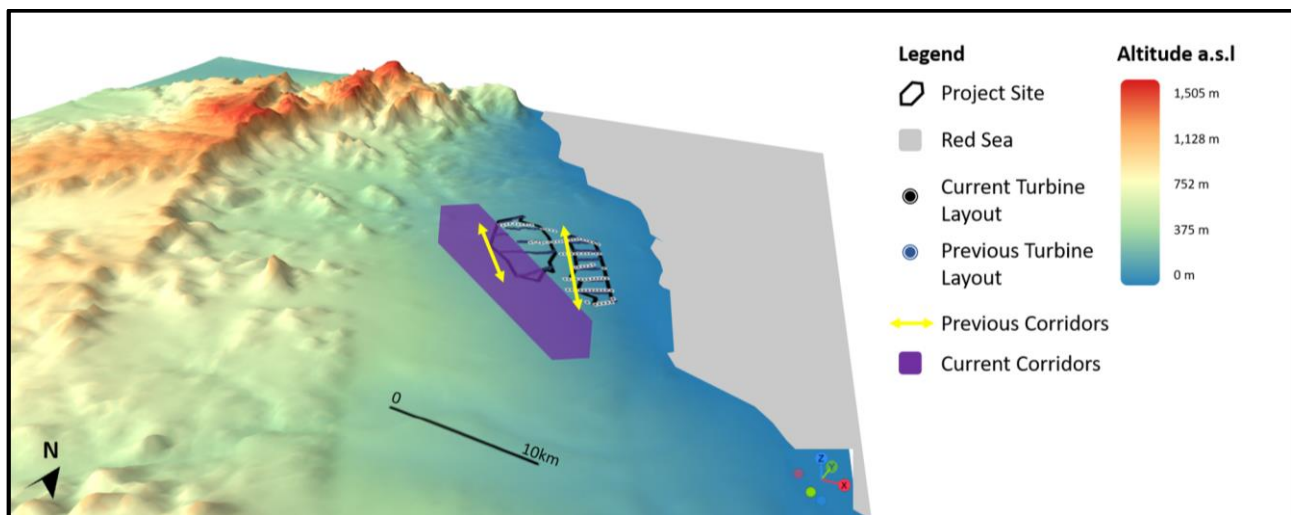 Legend
Project Site
Red Sea
Current Turbine
Layout
Previous Turbine
Layout
Previous Corridors
Current Corridors
Altitude a.s.l
1,505 m
1,128 m
752 m
375 m
0 m
0
10km
N
Z
Y
X